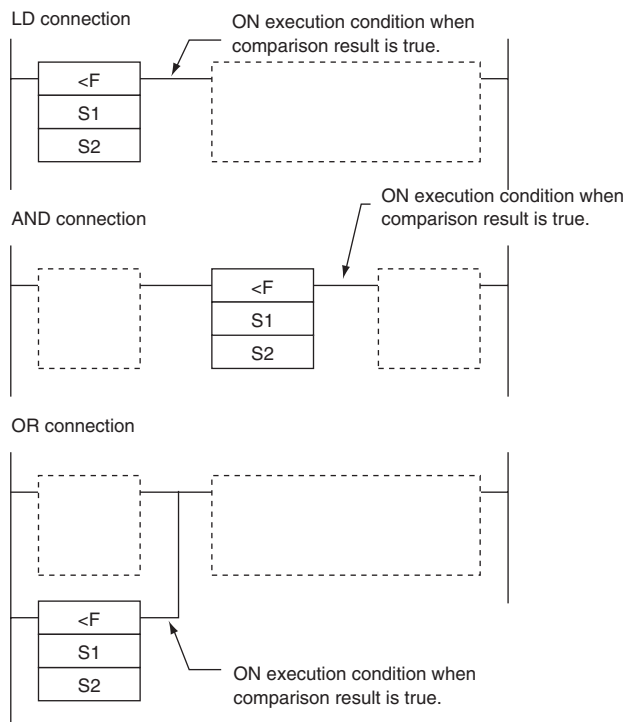 LD connection
ON execution condition when
comparison result is true.
<F
S1
S2
ON execution condition when
comparison result is true.
AND connection
<F
S1
S2
OR connection
<F
S1
S2
ON execution condition when
comparison result is true.